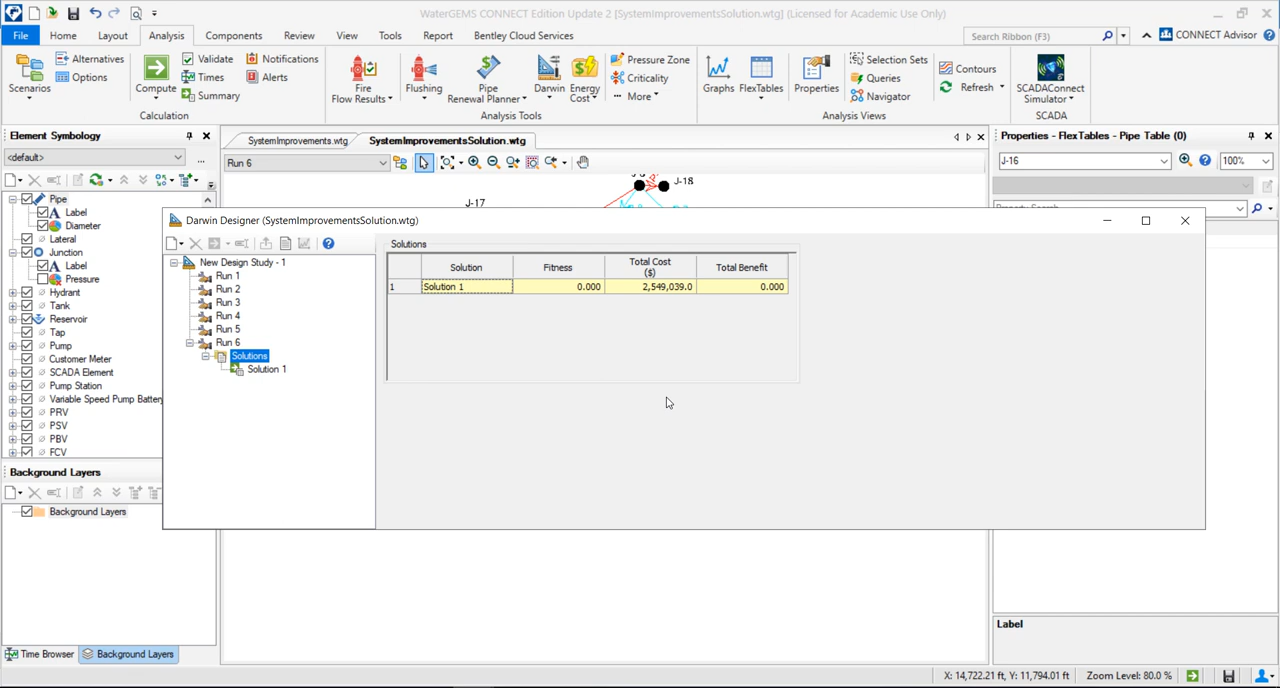 WaterGEMS CONNECT Edition Update 2 [SystemImprovementsSolution.wtg] (Licensed for Academic Use Only)
File Home Layout Analysis Components Review View Tools Report Bentley Cloud Services
Search Ribbon (F3)
CONNECT Advisor
Scenarios
Alternatives
Options
Compute
Validate
Times
Summary
Notifications
Alerts
Calculation
Fire
Flow Results
Flushing
Pipe
Renewal Planner
Darwin
Energy
Cost
Pressure Zone
Criticality
More
Analysis Tools
Graphs
FlexTables
Properties
Selection Sets
Queries
Navigator
Contours
Refresh
Analysis Views
SCADAConnect
Simulator
SCADA
Element Symbology
<default>
...
Pipe
Label
Diameter
Lateral
Junction
Label
Pressure
Hydrant
Tank
Reservoir
Tap
Pump
Customer Meter
SCADA Element
Pump Station
Variable Speed Pump Battery
PRV
PSV
PBV
FCV
Background Layers
Background Layers
Time Browser
Background Layers
SystemImprovements.wtg
SystemImprovementsSolution.wtg
Run 6
J-18
J-17
Darwin Designer (SystemImprovementsSolution.wtg)
New Design Study - 1
Run 1
Run 2
Run 3
Run 4
Run 5
Run 6
Solutions
Solution 1
Solutions
Solution Fitness Total Cost ($) Total Benefit
1 Solution 1 0.000 2,549,039.0 0.000
Properties - FlexTables - Pipe Table (0)
J-16
100%
Label
X: 14,722.21 ft, Y: 11,794.01 ft
Zoom Level: 80.0 %